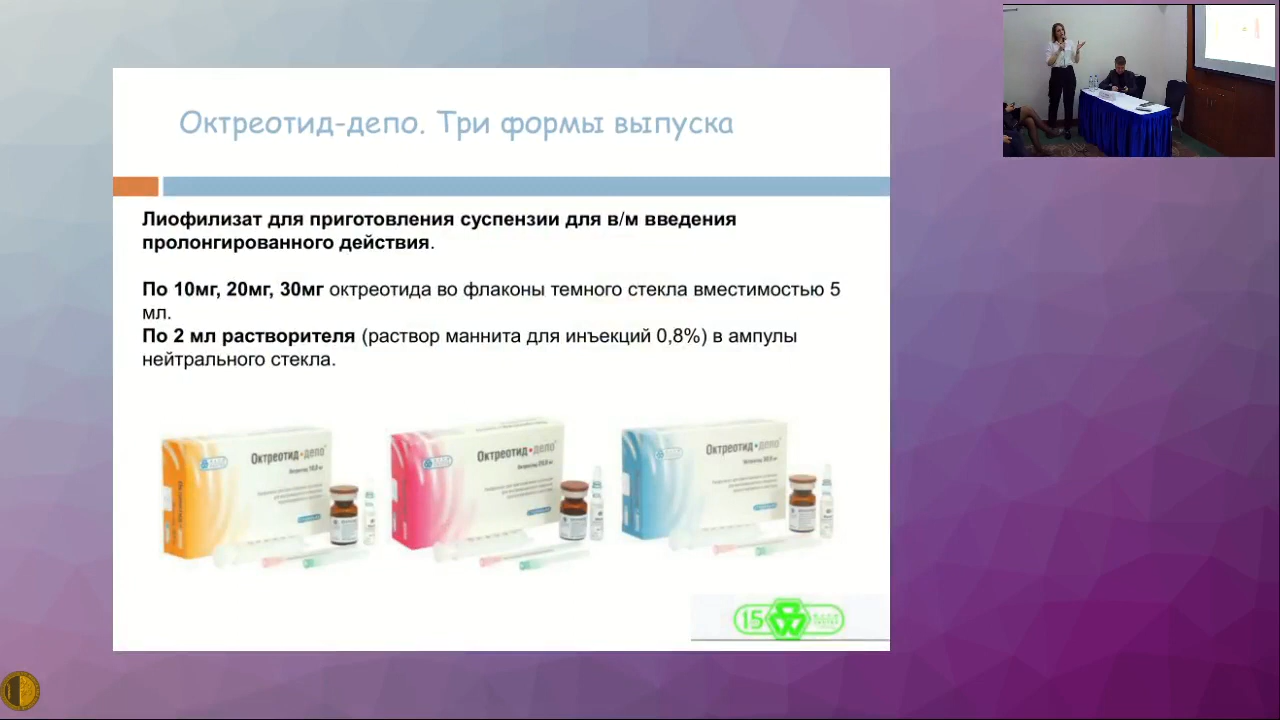 Октреотид-депо. Три формы выпуска
Лиофилизат для приготовления суспензии для в/м введения
пролонгированного действия.
По 10мг, 20мг, 30мг октреотида во флаконы темного стекла вместимостью 5
мл.
По 2 мл растворителя (раствор маннита для инъекций 0,8%) в ампулы
нейтрального стекла.
Октреотид•депо
Октреотид•депо
Октреотид•депо
15